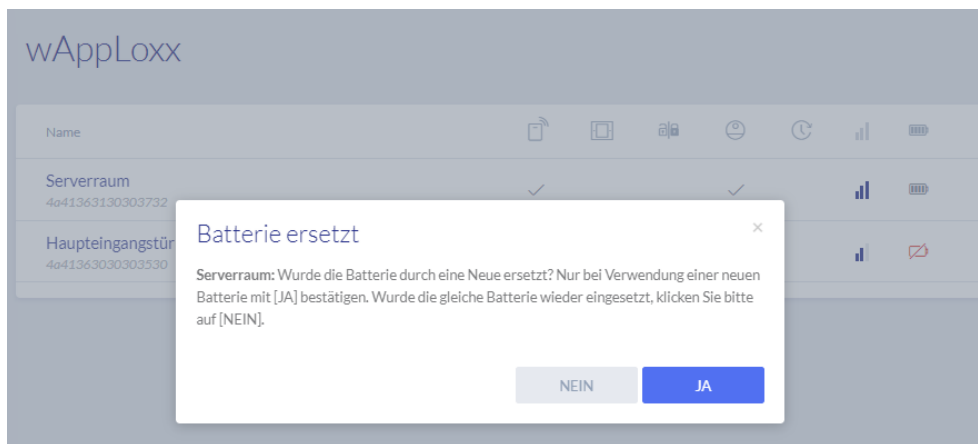 wAppLoxx
Name
Serverraum
4a41363130303732
Haupteingangstür
4a41363030303530
Batterie ersetzt
×
Serverraum: Wurde die Batterie durch eine Neue ersetzt? Nur bei Verwendung einer neuen
Batterie mit [JA] bestätigen. Wurde die gleiche Batterie wieder eingesetzt, klicken Sie bitte
auf [NEIN].
NEIN
JA